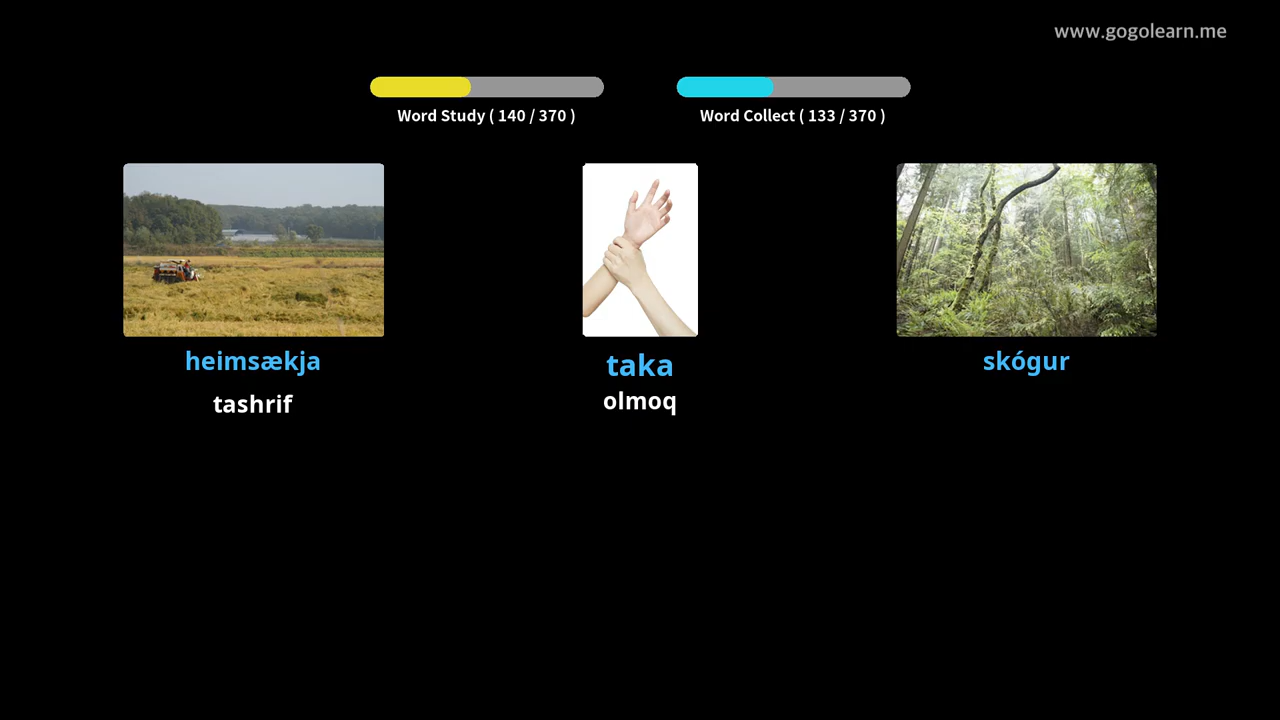 www.gogolearn.me
Word Study ( 140 / 370 )
Word Collect ( 133 / 370 )
heimsækja
taka
skógur
tashrif
olmoq